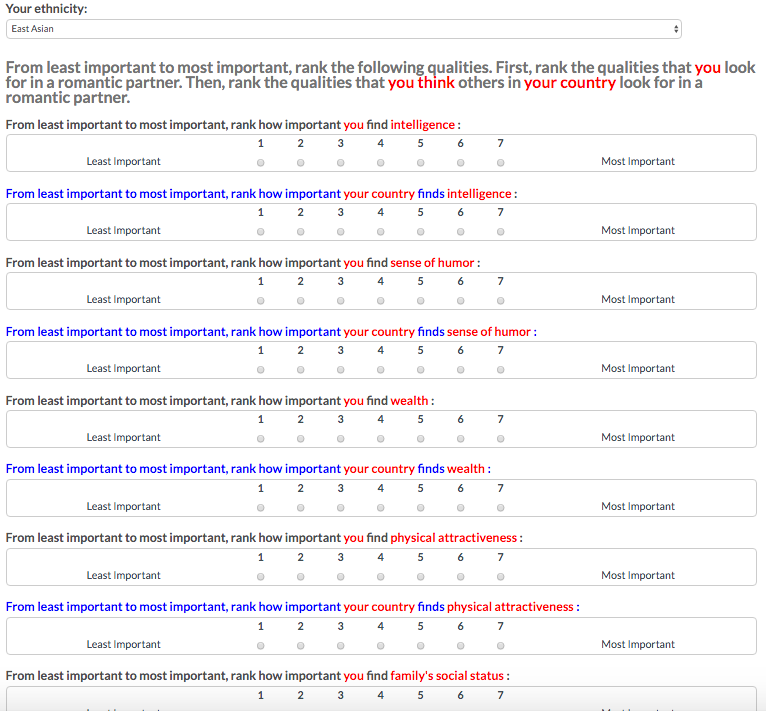 Your ethnicity:
East Asian
From least important to most important, rank the following qualities. First, rank the qualities that you look
for in a romantic partner. Then, rank the qualities that you think others in your country look for in a
romantic partner.
From least important to most important, rank how important you find intelligence :
1 2 3 4 5 6 7
Least Important Most Important
From least important to most important, rank how important your country finds intelligence :
1 2 3 4 5 6 7
Least Important Most Important
From least important to most important, rank how important you find sense of humor :
1 2 3 4 5 6 7
Least Important Most Important
From least important to most important, rank how important your country finds sense of humor :
1 2 3 4 5 6 7
Least Important Most Important
From least important to most important, rank how important you find wealth :
1 2 3 4 5 6 7
Least Important Most Important
From least important to most important, rank how important your country finds wealth :
1 2 3 4 5 6 7
Least Important Most Important
From least important to most important, rank how important you find physical attractiveness :
1 2 3 4 5 6 7
Least Important Most Important
From least important to most important, rank how important your country finds physical attractiveness :
1 2 3 4 5 6 7
Least Important Most Important
From least important to most important, rank how important you find family's social status :
1 2 3 4 5 6 7